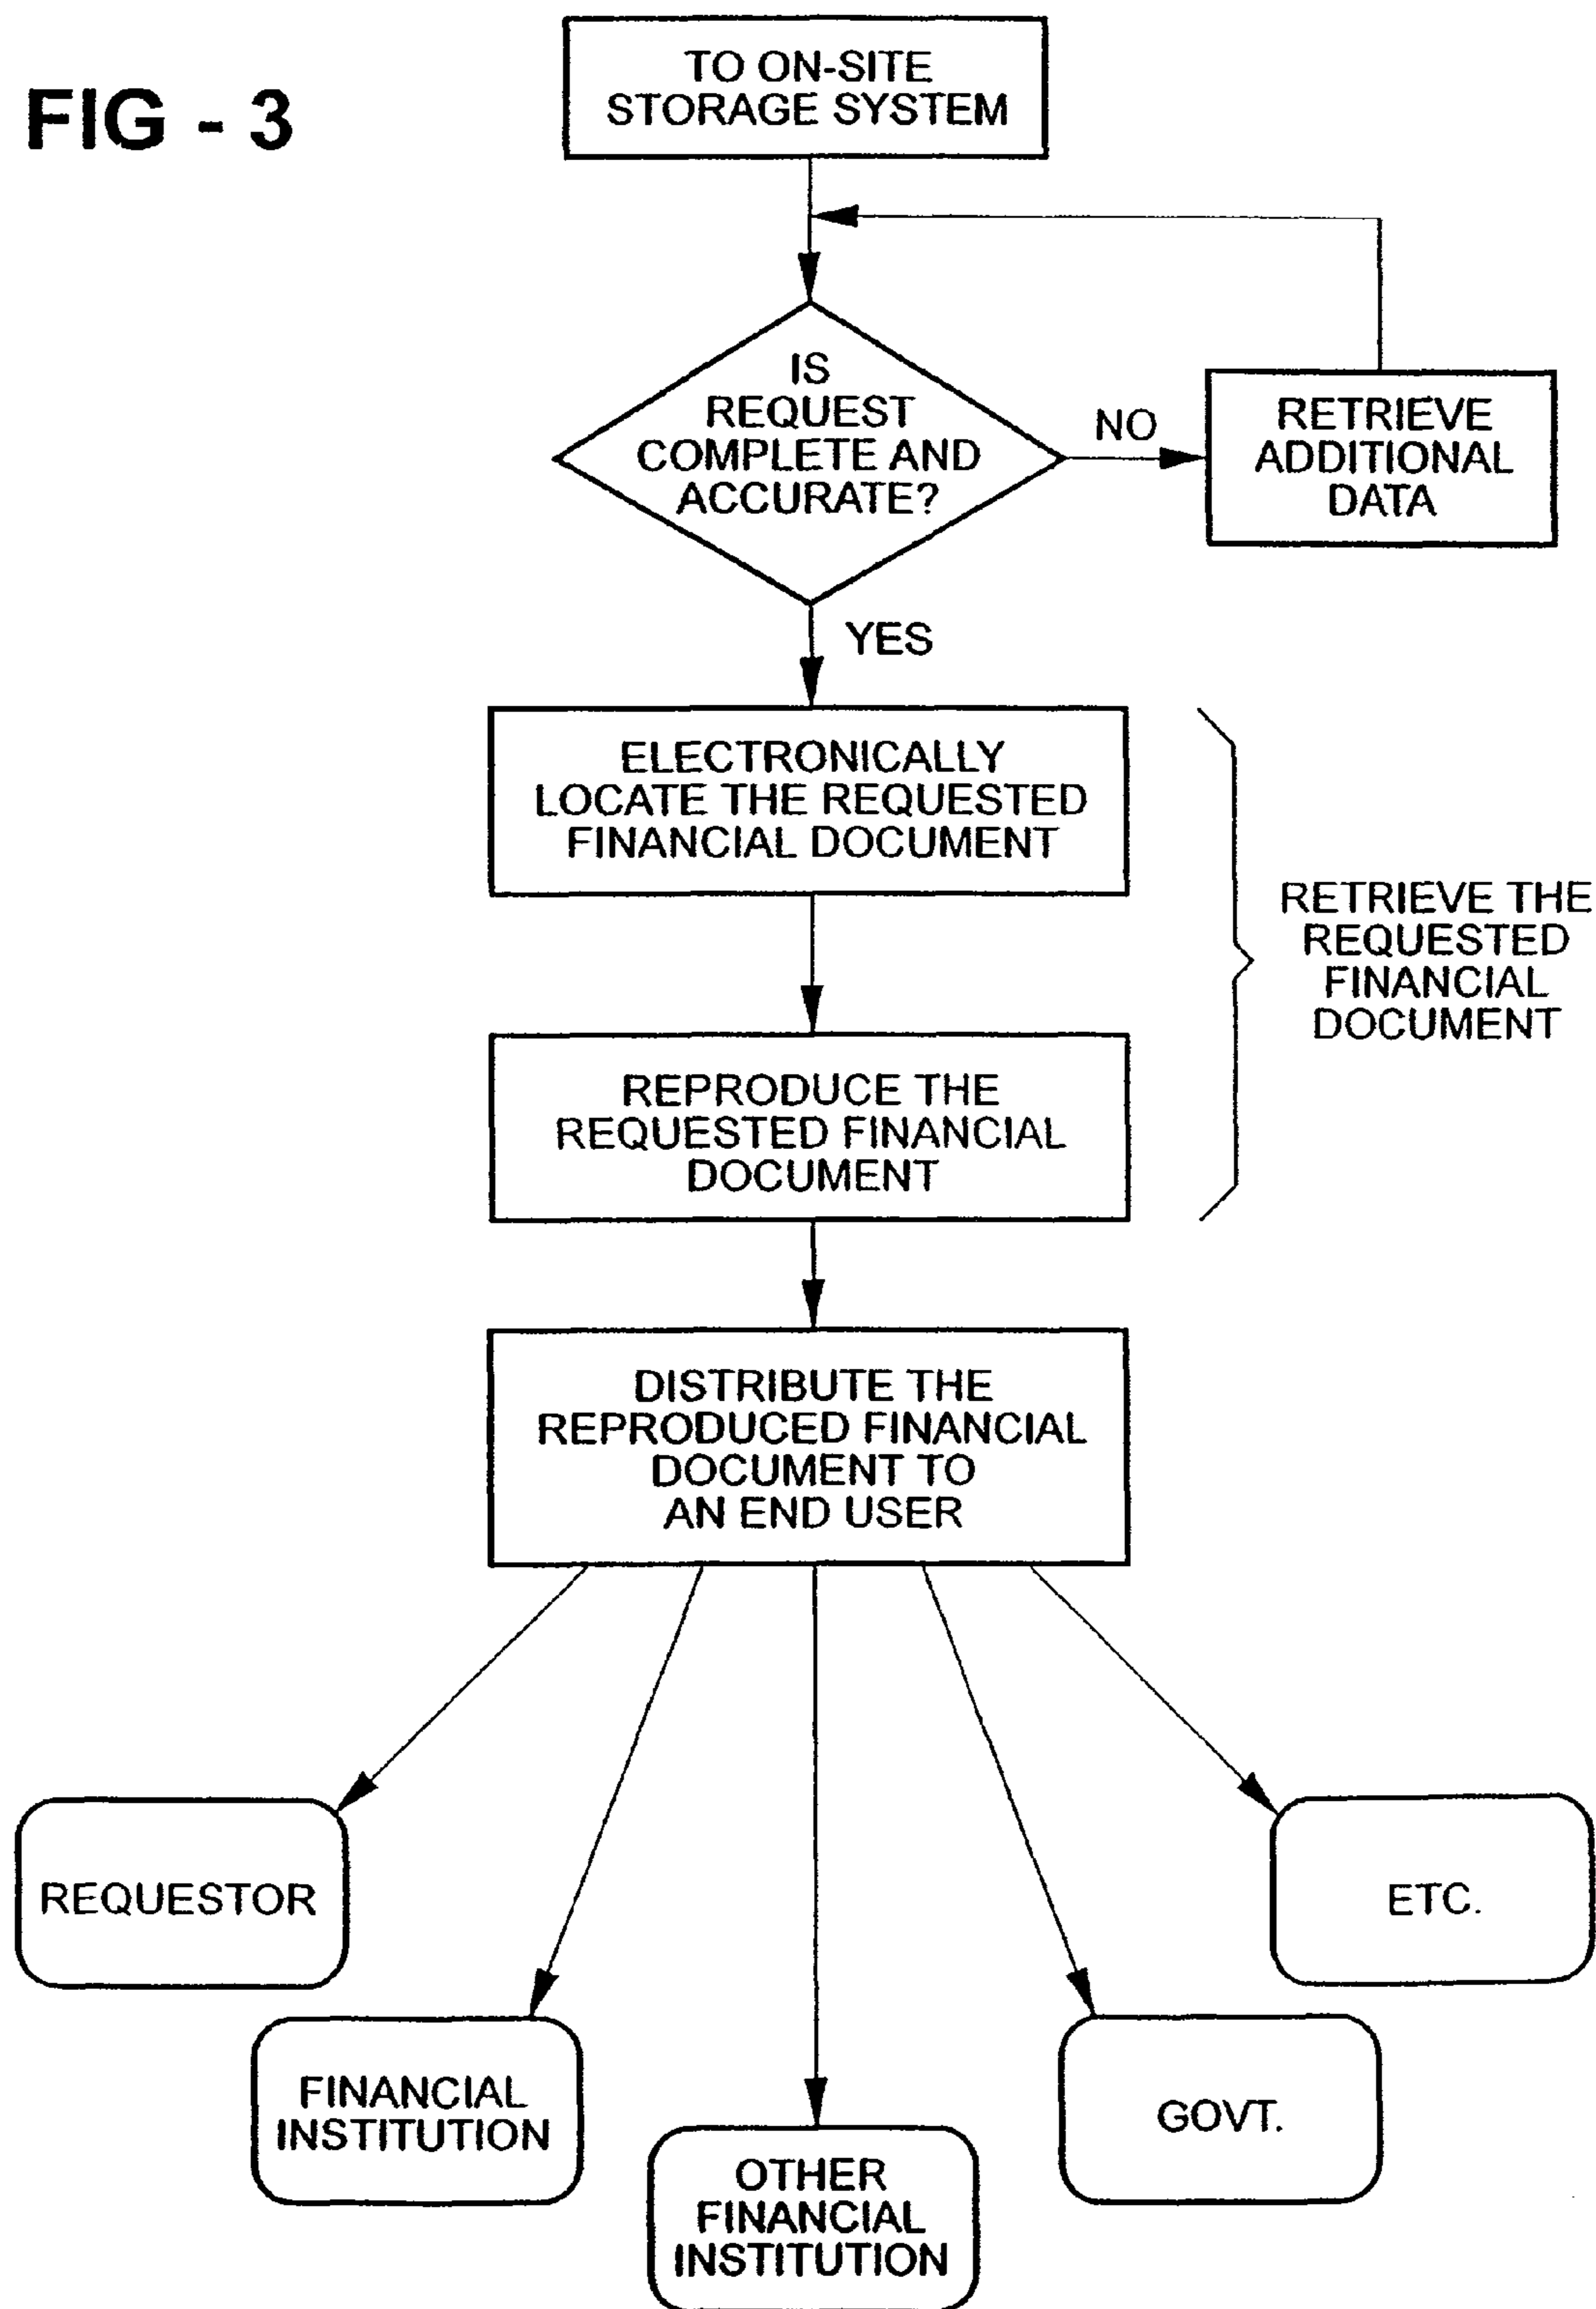 FIG - 3
TO ON-SITE
STORAGE SYSTEM
IS
REQUEST
COMPLETE AND
ACCURATE?
NO
RETRIEVE
ADDITIONAL
DATA
YES
ELECTRONICALLY
LOCATE THE REQUESTED
FINANCIAL DOCUMENT
RETRIEVE THE
REQUESTED
FINANCIAL
DOCUMENT
REPRODUCE THE
REQUESTED FINANCIAL
DOCUMENT
DISTRIBUTE THE
REPRODUCED FINANCIAL
DOCUMENT TO
AN END USER
REQUESTOR
FINANCIAL
INSTITUTION
OTHER
FINANCIAL
INSTITUTION
GOVT.
ETC.